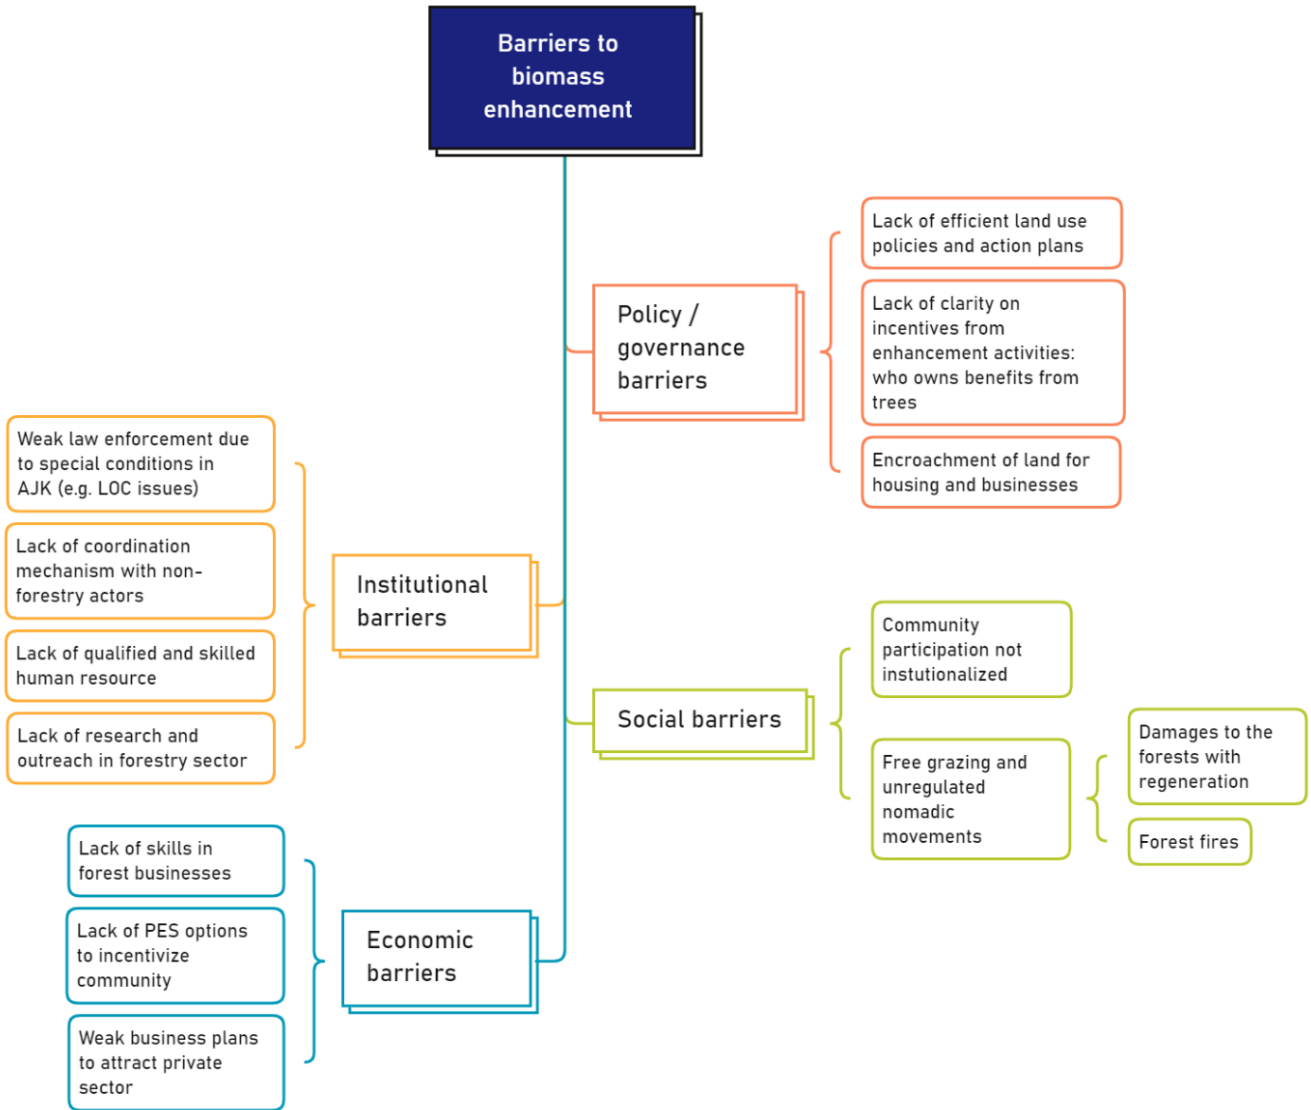 Barriers to
biomass
enhancement
Policy /
governance
barriers
Lack of efficient land use
policies and action plans
Lack of clarity on
incentives from
enhancement activities:
who owns benefits from
trees
Encroachment of land for
housing and businesses
Institutional
barriers
Weak law enforcement due
to special conditions in
AJK (e.g. LOC issues)
Lack of coordination
mechanism with non-
forestry actors
Lack of qualified and skilled
human resource
Lack of research and
outreach in forestry sector
Social barriers
Community
participation not
instutionalized
Free grazing and
unregulated
nomadic
movements
Damages to the
forests with
regeneration
Forest fires
Economic
barriers
Lack of skills in
forest businesses
Lack of PES options
to incentivize
community
Weak business plans
to attract private
sector